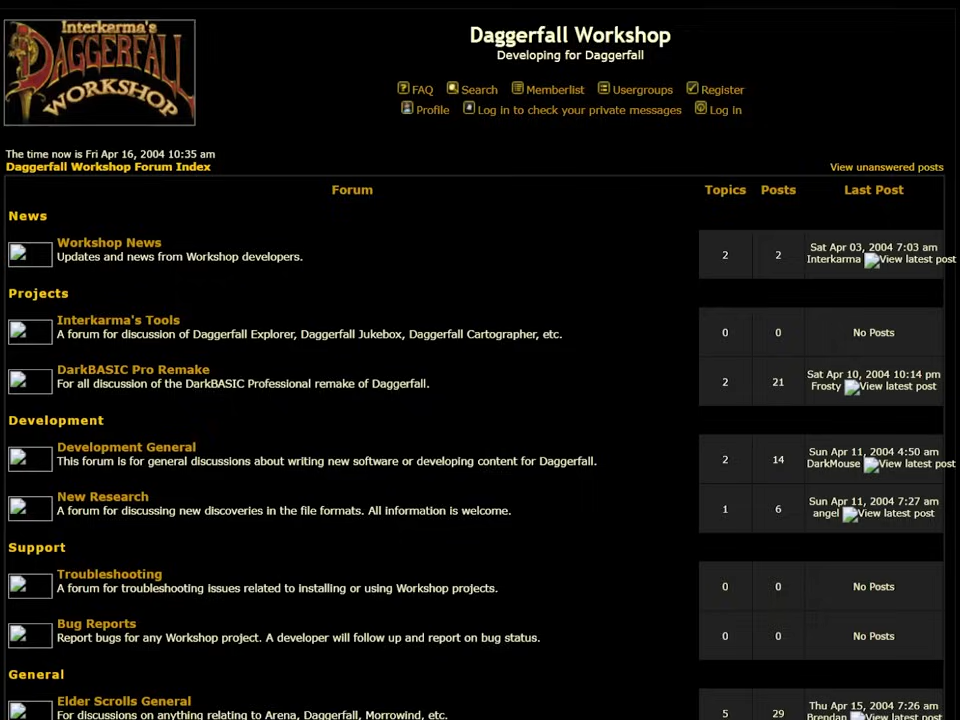 Interkarma's
DAGGERFALL
WORKSHOP
Daggerfall Workshop
Developing for Daggerfall
FAQ Search Memberlist Usergroups Register
Profile Log in to check your private messages Log in
The time now is Fri Apr 16, 2004 10:35 am
Daggerfall Workshop Forum Index View unanswered posts
Forum Topics Posts Last Post
News
Workshop News
Updates and news from Workshop developers.
2 2 Sat Apr 03, 2004 7:03 am
Interkarma View latest post
Projects
Interkarma's Tools
A forum for discussion of Daggerfall Explorer, Daggerfall Jukebox, Daggerfall Cartographer, etc.
0 0 No Posts
DarkBASIC Pro Remake
For all discussion of the DarkBASIC Professional remake of Daggerfall.
2 21 Sat Apr 10, 2004 10:14 pm
Frosty View latest post
Development
Development General
This forum is for general discussions about writing new software or developing content for Daggerfall.
2 14 Sun Apr 11, 2004 4:50 am
DarkMouse View latest post
New Research
A forum for discussing new discoveries in the file formats. All information is welcome.
1 6 Sun Apr 11, 2004 7:27 am
angel View latest post
Support
Troubleshooting
A forum for troubleshooting issues related to installing or using Workshop projects.
0 0 No Posts
Bug Reports
Report bugs for any Workshop project. A developer will follow up and report on bug status.
0 0 No Posts
General
Elder Scrolls General
For discussions on anything relating to Arena, Daggerfall, Morrowind, etc.
5 29 Thu Apr 15, 2004 7:26 am
Brendan View latest post